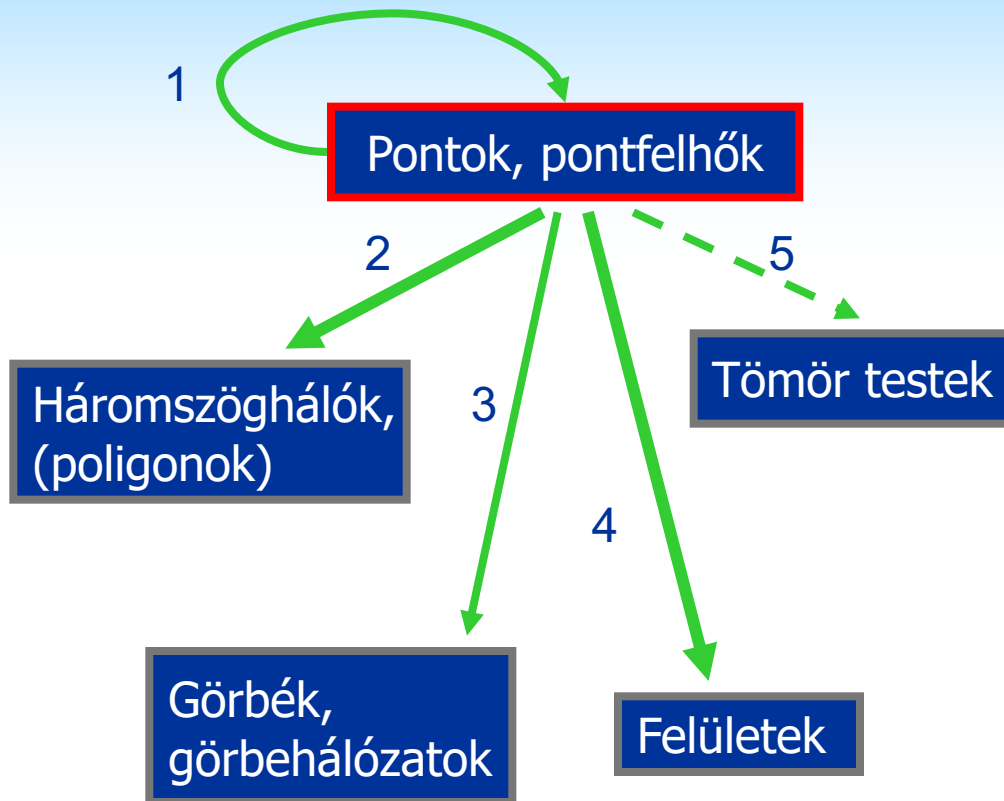 1
Pontok, pontfelhők
2
5
Háromszöghálók,
(poligonok)
3
Tömör testek
4
Görbék,
görbehálózatok
Felületek